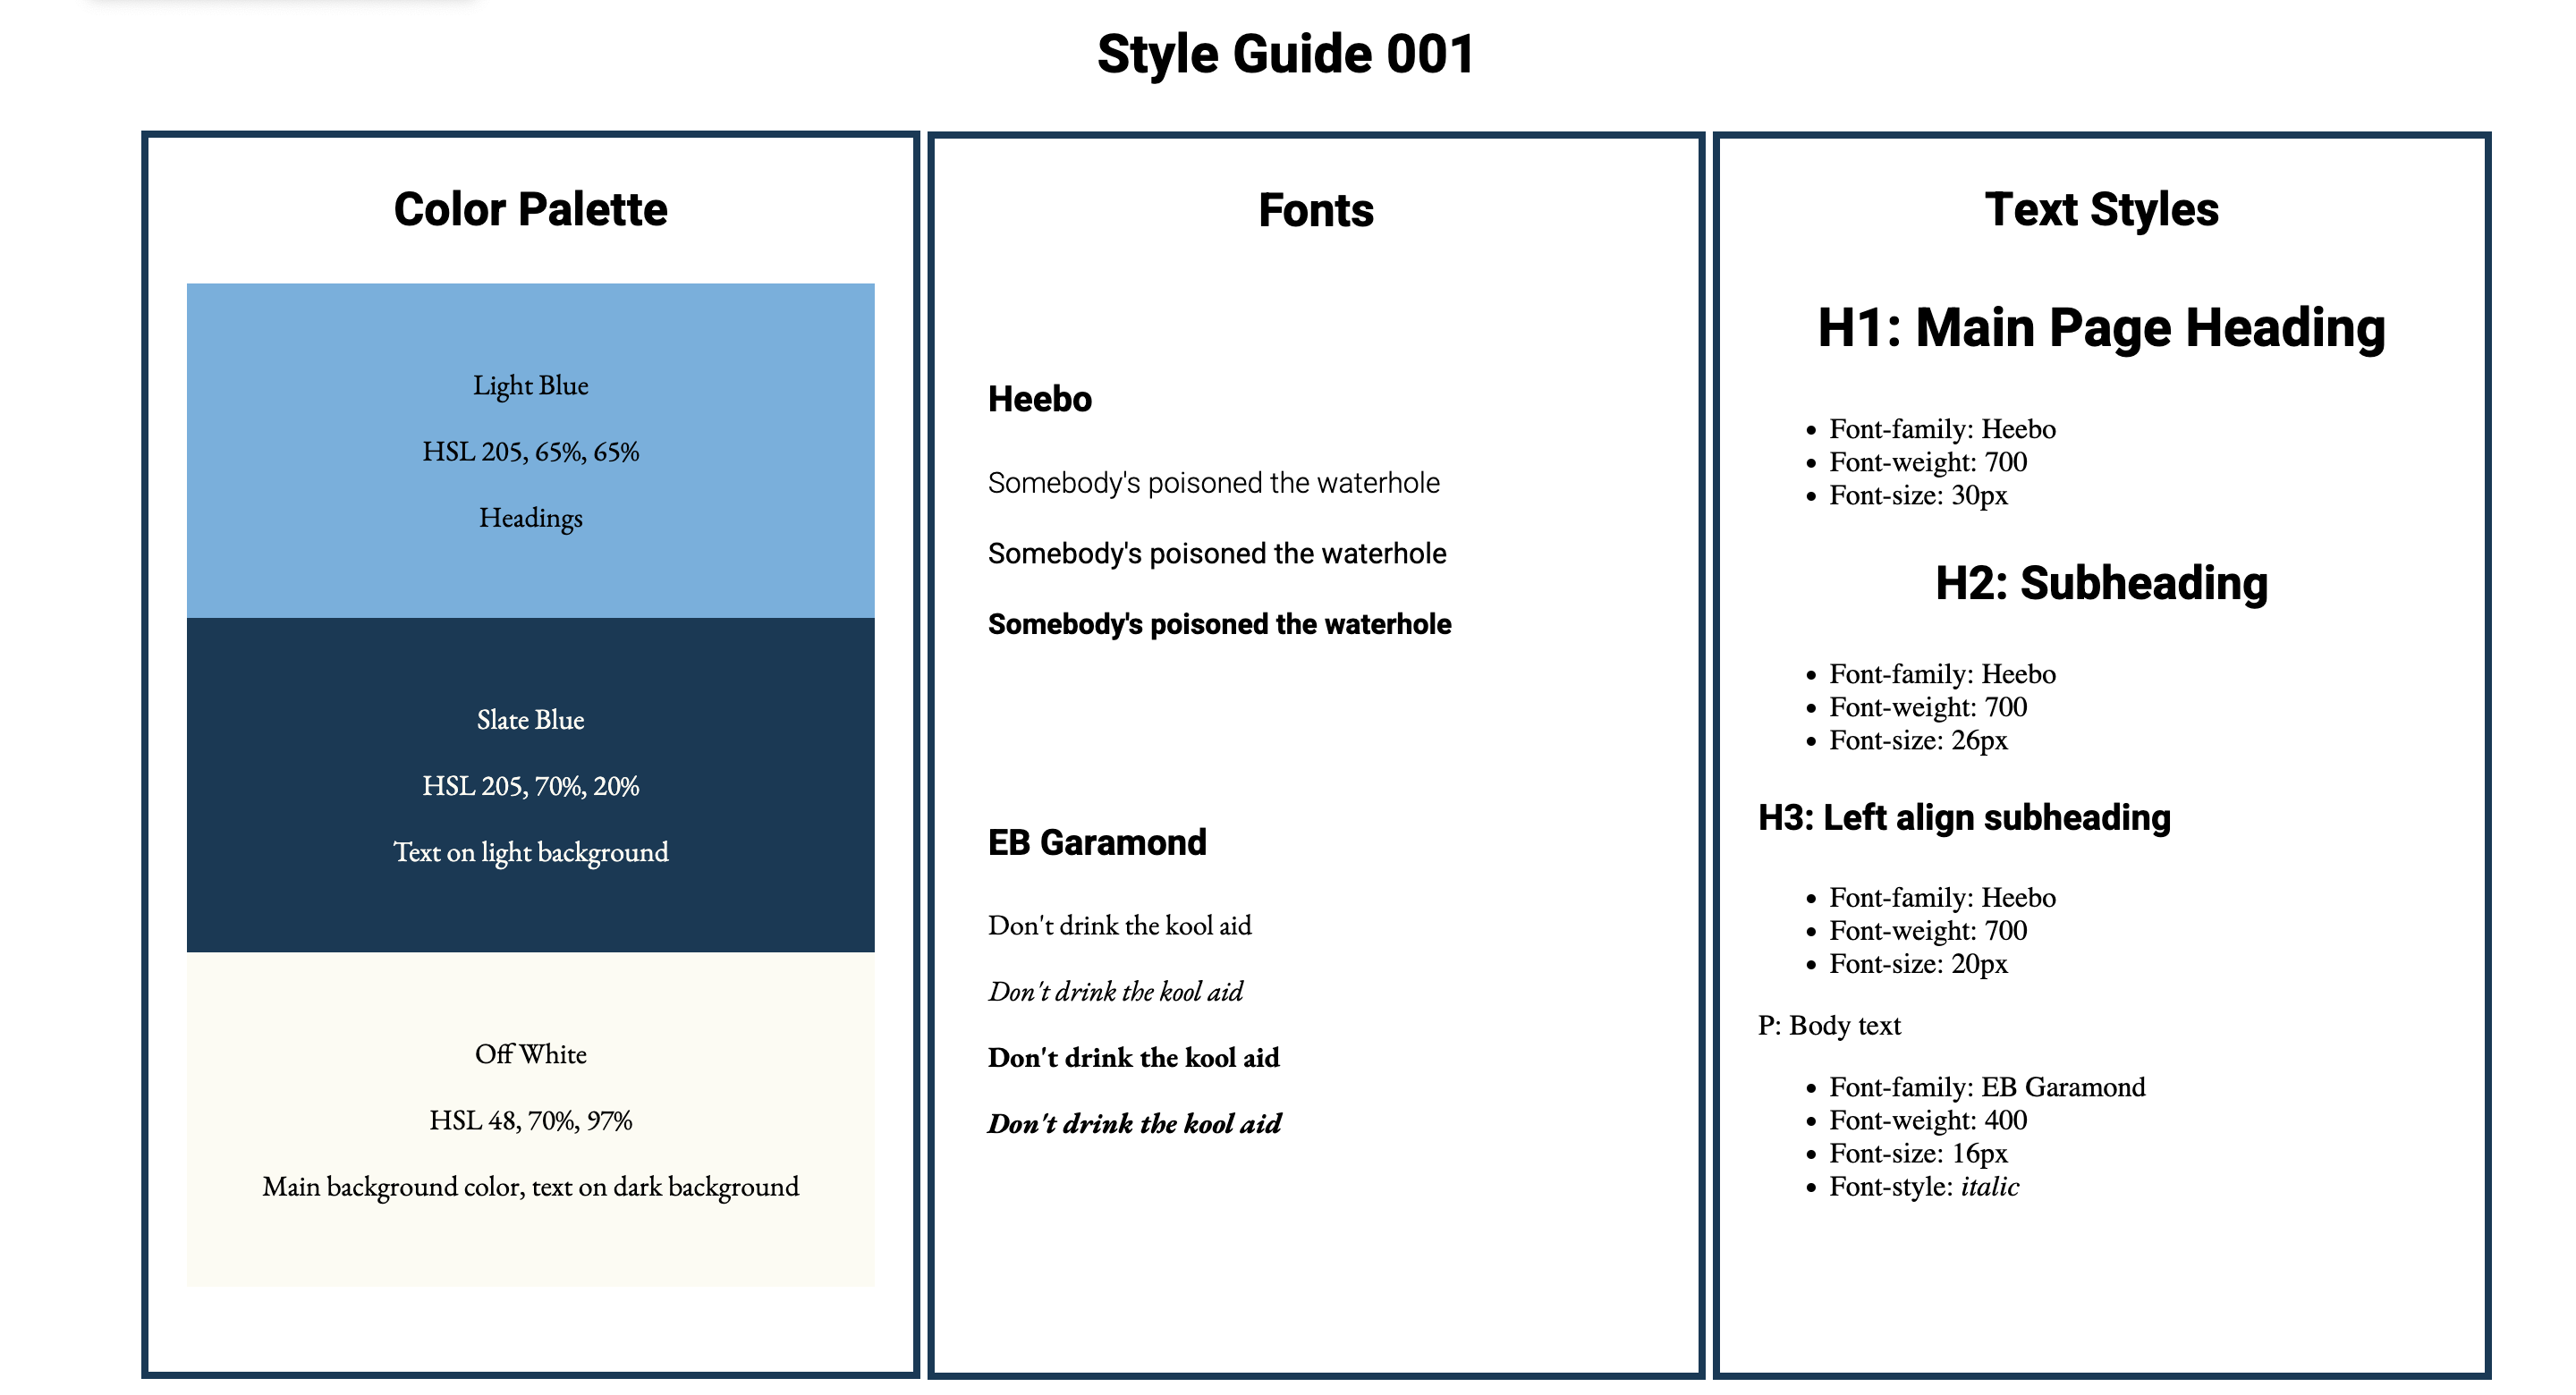 Style Guide 001
Color Palette
Light Blue
HSL 205, 65%, 65%
Headings
Slate Blue
HSL 205, 70%, 20%
Text on light background
Off White
HSL 48, 70%, 97%
Main background color, text on dark background
Fonts
Heebo
Somebody's poisoned the waterhole
Somebody's poisoned the waterhole
Somebody's poisoned the waterhole
EB Garamond
Don't drink the kool aid
Don't drink the kool aid
Don't drink the kool aid
Don't drink the kool aid
Text Styles
H1: Main Page Heading
• Font-family: Heebo
• Font-weight: 700
• Font-size: 30px
H2: Subheading
• Font-family: Heebo
• Font-weight: 700
• Font-size: 26px
H3: Left align subheading
• Font-family: Heebo
• Font-weight: 700
• Font-size: 20px
P: Body text
• Font-family: EB Garamond
• Font-weight: 400
• Font-size: 16px
• Font-style: italic